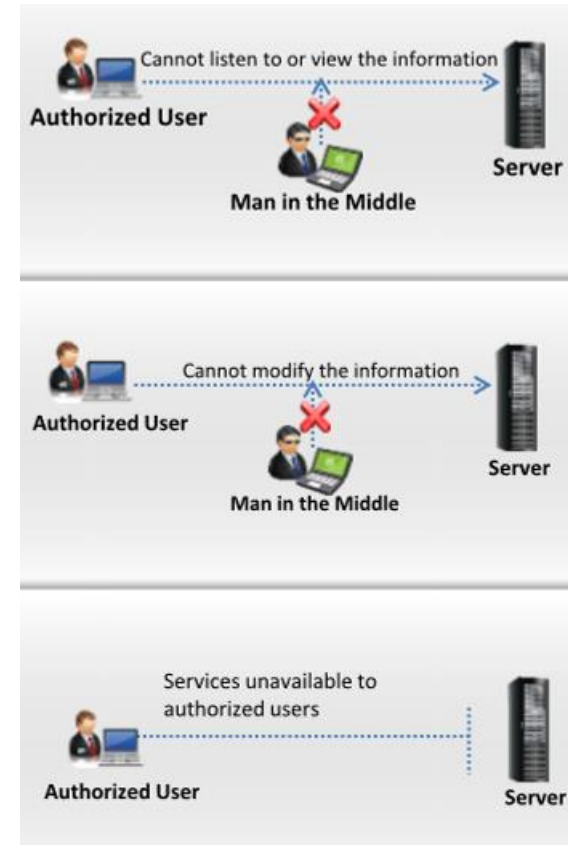 Cannot listen to or view the information
Authorized User
Server
Man in the Middle
Cannot modify the information
Authorized User
Server
Man in the Middle
Services unavailable to
authorized users
Authorized User
Server